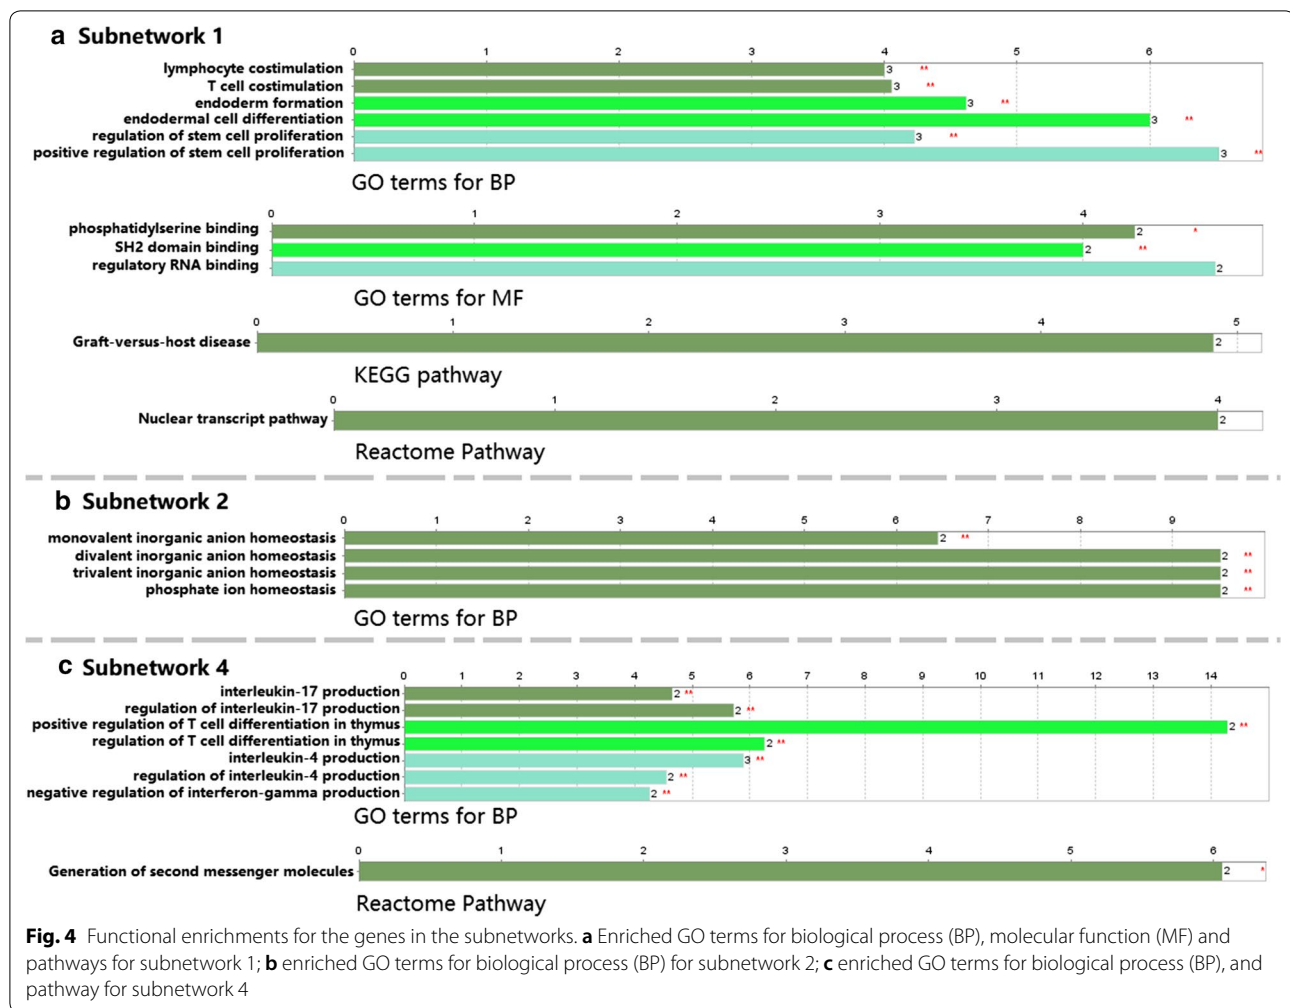 a Subnetwork 1
0 1 2 3 4 5 6
lymphocyte costimulation 3 **
T cell costimulation 3 **
endoderm formation 3 **
endodermal cell differentiation 3 **
regulation of stem cell proliferation 3 **
positive regulation of stem cell proliferation 3 **
GO terms for BP
0 1 2 3 4
phosphatidylserine binding 2 *
SH2 domain binding 2 **
regulatory RNA binding 2
GO terms for MF
0 1 2 3 4 5
Graft-versus-host disease 2
KEGG pathway
0 1 2 3 4
Nuclear transcript pathway 2
Reactome Pathway
b Subnetwork 2
0 1 2 3 4 5 6 7 8 9
monovalent inorganic anion homeostasis 2 **
divalent inorganic anion homeostasis 2 **
trivalent inorganic anion homeostasis 2 **
phosphate ion homeostasis 2 **
GO terms for BP
c Subnetwork 4
0 1 2 3 4 5 6 7 8 9 10 11 12 13 14
interleukin-17 production 2 **
regulation of interleukin-17 production 2 **
positive regulation of T cell differentiation in thymus 2 **
regulation of T cell differentiation in thymus 2 **
interleukin-4 production 3 **
regulation of interleukin-4 production 2 **
negative regulation of interferon-gamma production 2 **
GO terms for BP
0 1 2 3 4 5 6
Generation of second messenger molecules 2 *
Reactome Pathway
Fig. 4 Functional enrichments for the genes in the subnetworks. a Enriched GO terms for biological process (BP), molecular function (MF) and
pathways for subnetwork 1; b enriched GO terms for biological process (BP) for subnetwork 2; c enriched GO terms for biological process (BP), and
pathway for subnetwork 4